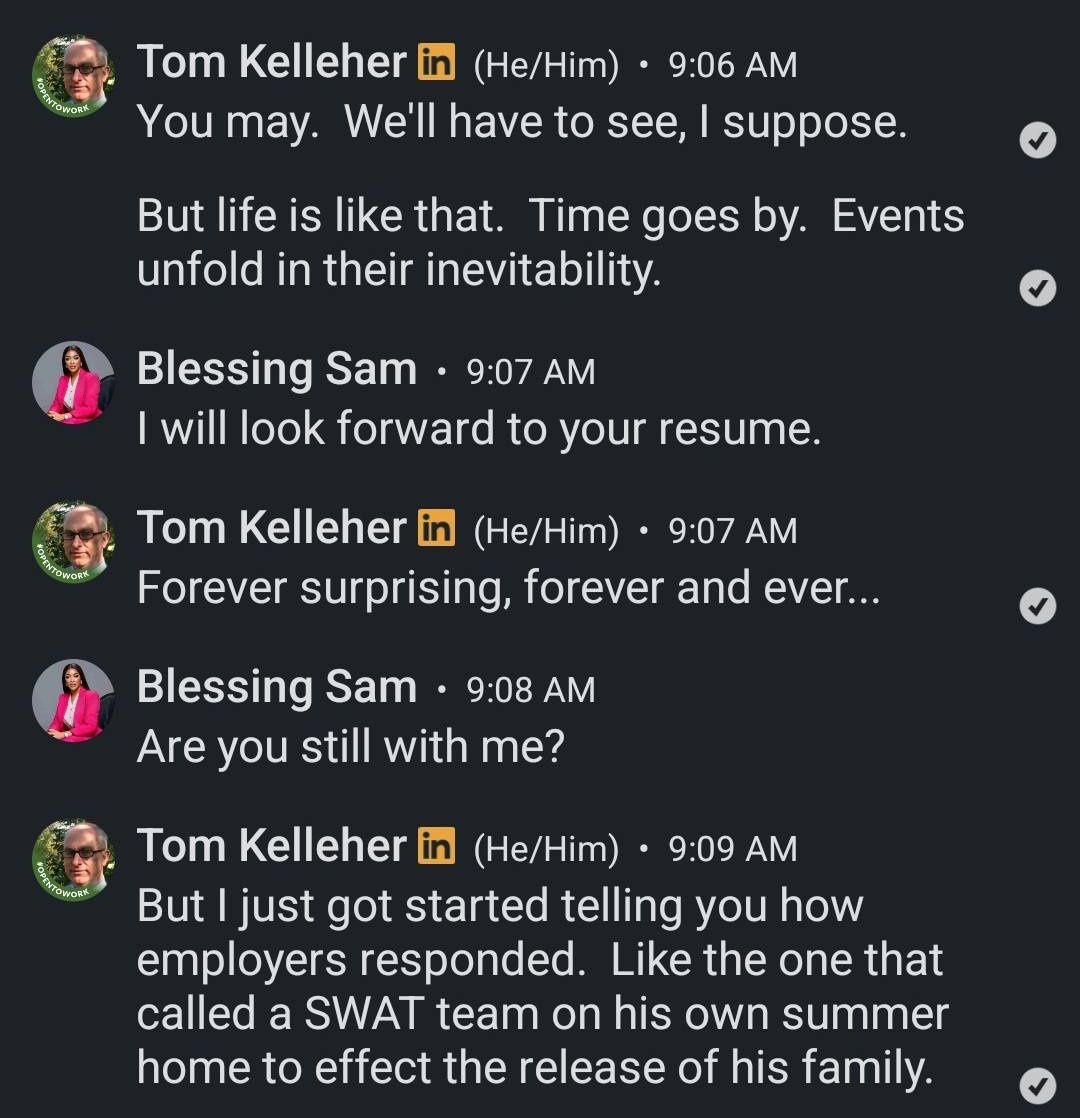 Tom Kelleher in (He/Him) • 9:06 AM
You may.  We'll have to see, I suppose.
But life is like that.  Time goes by.  Events
unfold in their inevitability.
Blessing Sam • 9:07 AM
I will look forward to your resume.
Tom Kelleher in (He/Him) • 9:07 AM
Forever surprising, forever and ever...
Blessing Sam • 9:08 AM
Are you still with me?
Tom Kelleher in (He/Him) • 9:09 AM
But I just got started telling you how
employers responded.  Like the one that
called a SWAT team on his own summer
home to effect the release of his family.
#OPENTOWORK
#OPENTOWORK
#OPENTOWORK